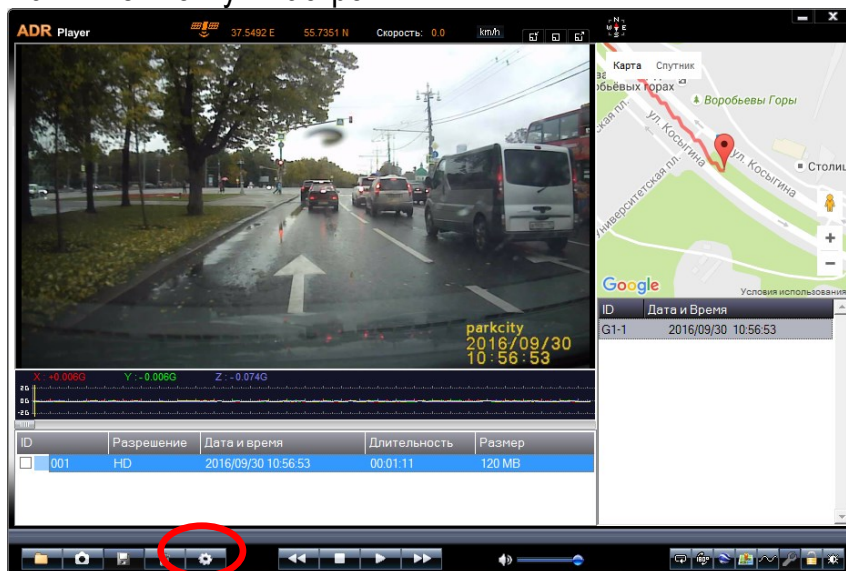 ADR Player
37.5492 E 55.7351 N Скорость: 0.0 km/h
N
W E
S
Карта Спутник
Воробьевы Горы
ул. Косыгина
ул. Косыгина
Столиц
Google
Условия использования
parkcity
2016/09/30
10:56:53
ID Дата и Время
G1-1 2016/09/30 10:56:53
X : +0.006G Y : -0.006G Z : -0.074G
2G
0G
-2G
ID Разрешение Дата и время Длительность Размер
001 HD 2016/09/30 10:56:53 00:01:11 120 MB